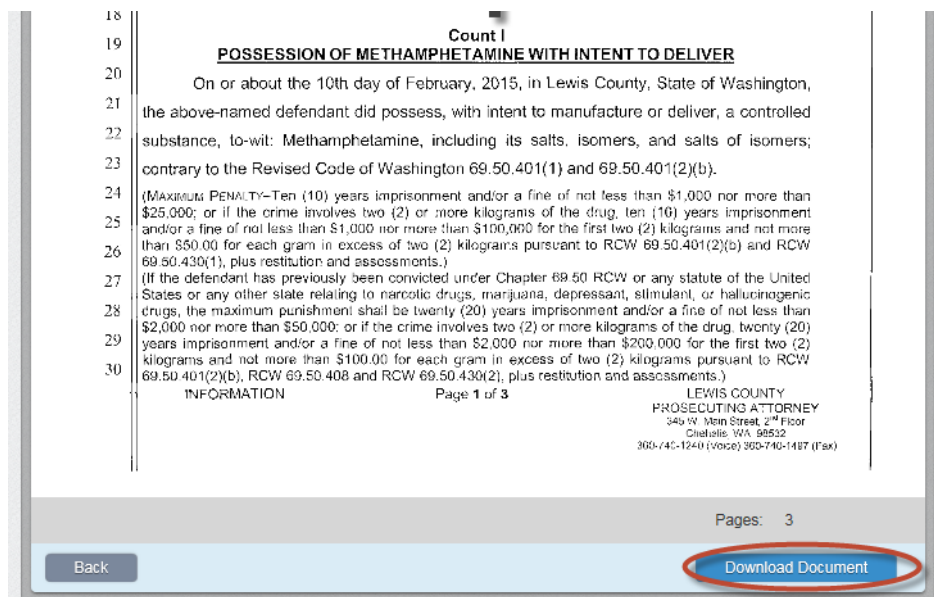 18
Count I
19
POSSESSION OF METHAMPHETAMINE WITH INTENT TO DELIVER
20 On or about the 10th day of February, 2015, in Lewis County, State of Washington,
21 the above-named defendant did possess, with intent to manufacture or deliver, a controlled
22 substance, to-wit: Methamphetamine, including its salts, isomers, and salts of isomers;
23 contrary to the Revised Code of Washington 69.50.401(1) and 69.50.401(2)(b).
24 (MAXIMUM PENALTY–Ten (10) years imprisonment and/or a fine of not less than $1,000 nor more than
$25,000; or if the crime involves two (2) or more kilograms of the drug, ten (10) years imprisonment
25 and/or a fine of not less than $1,000 nor more than $100,000 for the first two (2) kilograms and not more
26 than $50.00 for each gram in excess of two (2) kilograms pursuant to RCW 69.50.401(2)(b) and RCW
69.50.430(1), plus restitution and assessments.)
27 (If the defendant has previously been convicted under Chapter 69.50 RCW or any statute of the United
States or any other state relating to narcotic drugs, marijuana, depressant, stimulant, or hallucinogenic
28 drugs, the maximum punishment shall be twenty (20) years imprisonment and/or a fine of not less than
$2,000 nor more than $50,000; or if the crime involves two (2) or more kilograms of the drug, twenty (20)
29 years imprisonment and/or a fine of not less than $2,000 nor more than $200,000 for the first two (2)
kilograms and not more than $100.00 for each gram in excess of two (2) kilograms pursuant to RCW
30 69.50.401(2)(b), RCW 69.50.408 and RCW 69.50.430(2), plus restitution and assessments.)
INFORMATION Page 1 of 3 LEWIS COUNTY
PROSECUTING ATTORNEY
345 W. Main Street, 2nd Floor
Chehalis, WA 98532
360-740-1240 (Voice) 360-740-1497 (Fax)
Pages: 3
Back Download Document